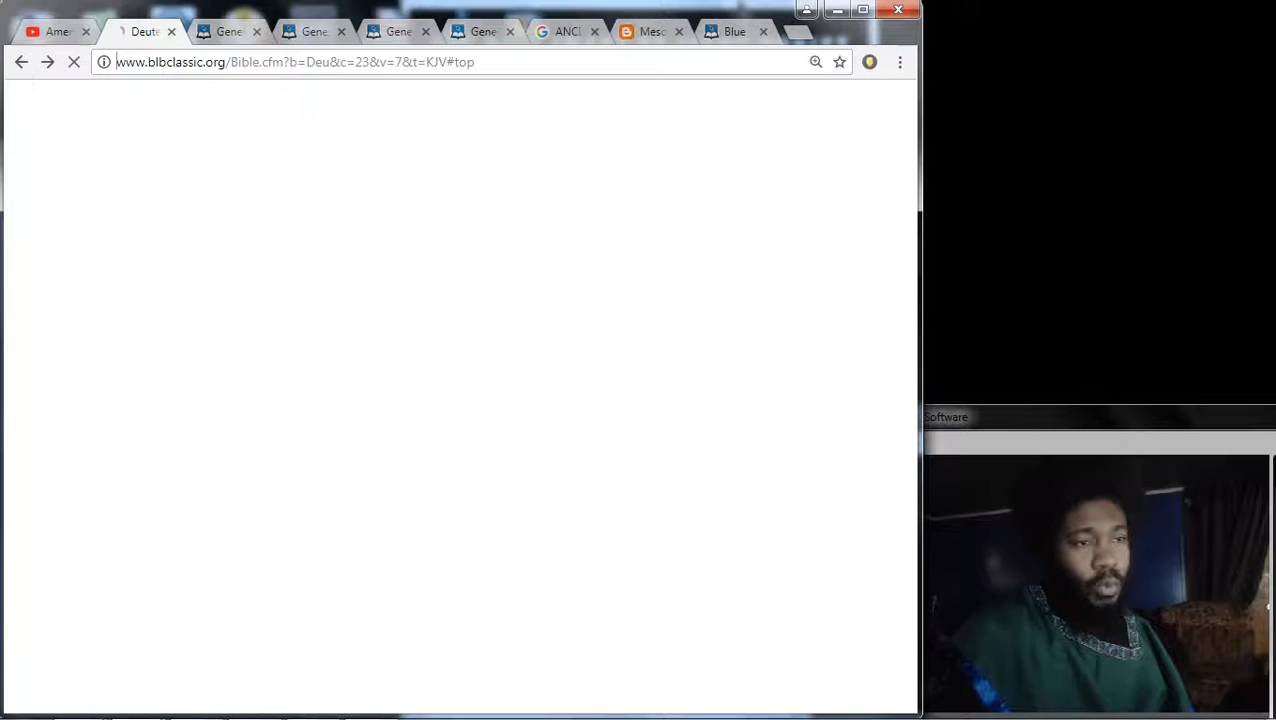 Amer
Deute
Gene
Gene
Gene
Gene
ANCI
Meso
Blue
www.blbclassic.org/Bible.cfm?b=Deu&c=23&v=7&t=KJV#top
Software